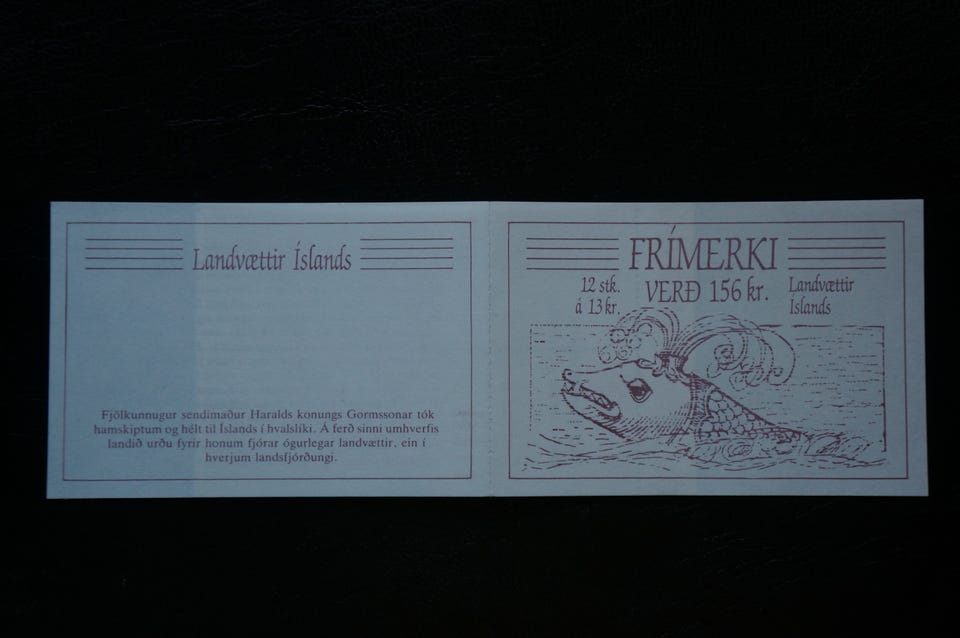 Landvættir Íslands
Fjölkunnugur sendimaður Haralds konungs Gormssonar tók
hamskiptum og hélt til Íslands í hvalslíki. Á ferð sinni umhverfis
landið urðu fyrir honum fjórar ógurlegar landvættir, ein í
hverjum landsfjórðungi.
FRÍMERKI
12 stk.
á 13 kr.
VERÐ 156 kr.
Landvættir
Íslands